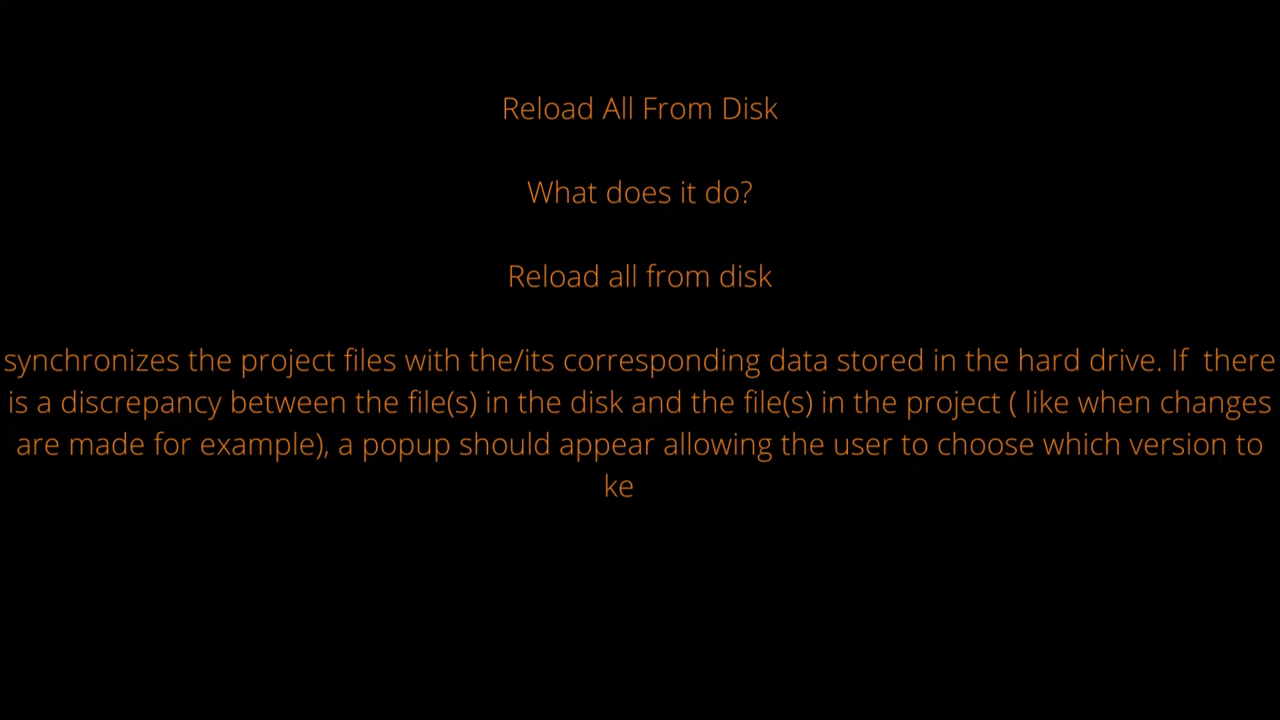 Reload All From Disk
What does it do?
Reload all from disk
synchronizes the project files with the/its corresponding data stored in the hard drive. If  there
is a discrepancy between the file(s) in the disk and the file(s) in the project ( like when changes
are made for example), a popup should appear allowing the user to choose which version to
ke